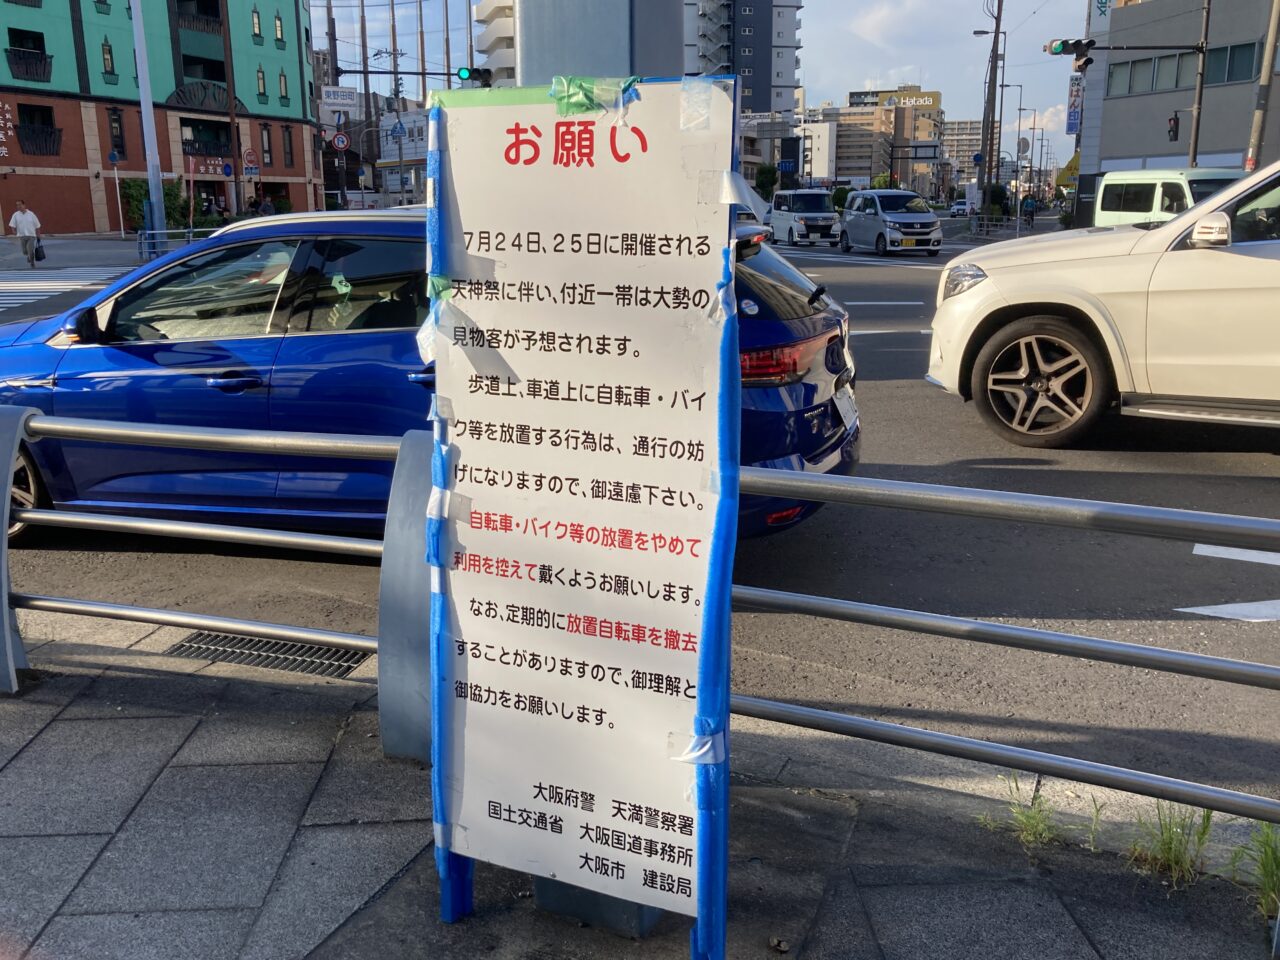 お願い
7月24日、25日に開催される
天神祭に伴い、付近一帯は大勢の
見物客が予想されます。
歩道上、車道上に自転車・バイ
ク等を放置する行為は、通行の妨
げになりますので、御遠慮下さい。
自転車・バイク等の放置をやめて
利用を控えて戴くようお願いします。
なお、定期的に放置自転車を撤去
することがありますので、御理解と
御協力をお願いします。
大阪府警 天満警察署
国土交通省 大阪国道事務所
大阪市 建設局
東野田町
Hatada